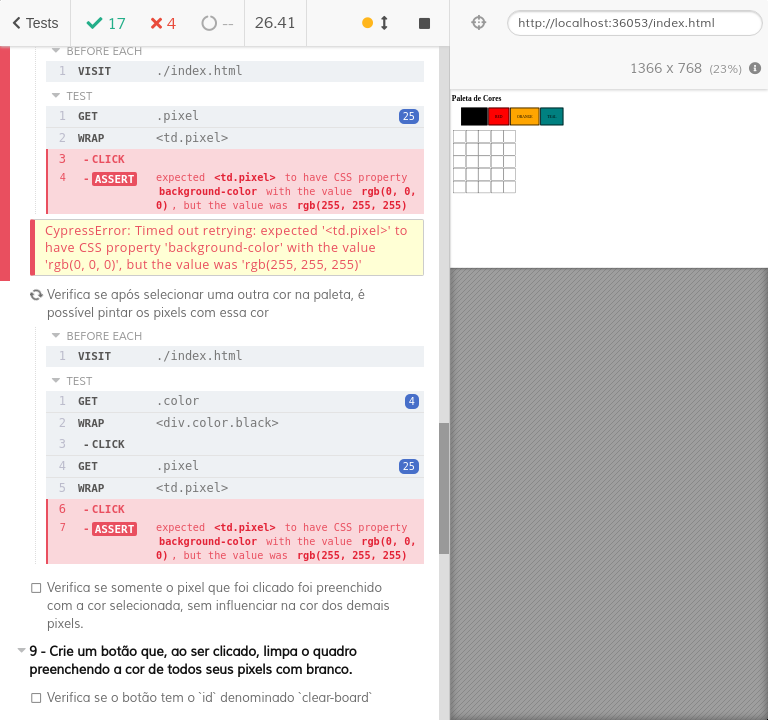 Tests 17 4 -- 26.41
http://localhost:36053/index.html
1366 x 768 (23%)
BEFORE EACH
1 VISIT ./index.html
TEST
1 GET .pixel 25
2 WRAP <td.pixel>
3 - CLICK
4 - ASSERT expected <td.pixel> to have CSS property
background-color with the value rgb(0, 0,
0) , but the value was rgb(255, 255, 255)
CypressError: Timed out retrying: expected '<td.pixel>' to
have CSS property 'background-color' with the value
'rgb(0, 0, 0)', but the value was 'rgb(255, 255, 255)'
Verifica se após selecionar uma outra cor na paleta, é
possível pintar os pixels com essa cor
BEFORE EACH
1 VISIT ./index.html
TEST
1 GET .color 4
2 WRAP <div.color.black>
3 - CLICK
4 GET .pixel 25
5 WRAP <td.pixel>
6 - CLICK
7 - ASSERT expected <td.pixel> to have CSS property
background-color with the value rgb(0, 0,
0) , but the value was rgb(255, 255, 255)
Verifica se somente o pixel que foi clicado foi preenchido
com a cor selecionada, sem influenciar na cor dos demais
pixels.
9 - Crie um botão que, ao ser clicado, limpa o quadro
preenchendo a cor de todos seus pixels com branco.
Verifica se o botão tem o `id` denominado `clear-board`
Paleta de Cores